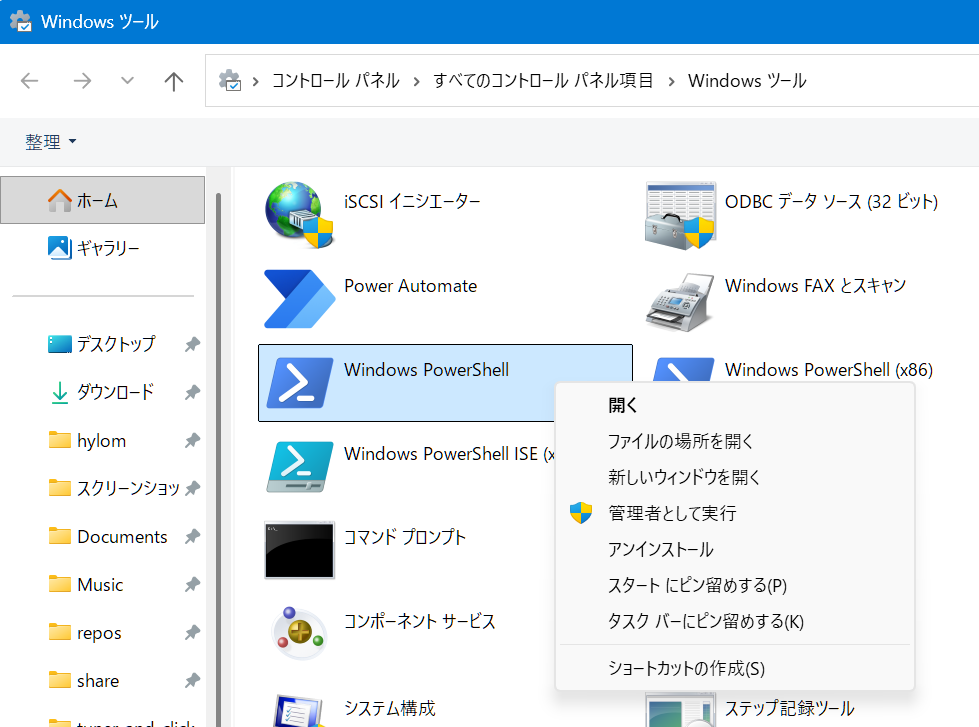 Windows ツール
コントロール パネル › すべてのコントロール パネル項目 › Windows ツール
整理
ホーム
ギャラリー
デスクトップ
ダウンロード
hylom
スクリーンショッ
Documents
Music
repos
share
iSCSI イニシエーター
ODBC データ ソース (32 ビット)
Power Automate
Windows FAX とスキャン
Windows PowerShell
Windows PowerShell (x86)
Windows PowerShell ISE (x
コマンド プロンプト
コンポーネント サービス
システム構成
ステップ記録ツール
開く
ファイルの場所を開く
新しいウィンドウを開く
管理者として実行
アンインストール
スタート にピン留めする(P)
タスク バーにピン留めする(K)
ショートカットの作成(S)